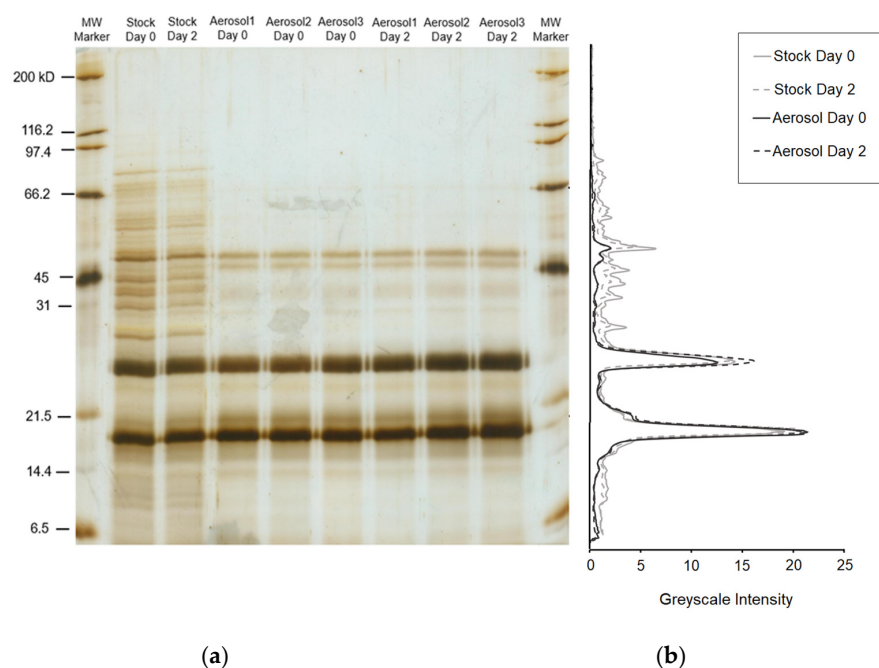 MW Marker
Stock Day 0
Stock Day 2
Aerosol1 Day 0
Aerosol2 Day 0
Aerosol3 Day 0
Aerosol1 Day 2
Aerosol2 Day 2
Aerosol3 Day 2
MW Marker
200 kD
116.2
97.4
66.2
45
31
21.5
14.4
6.5
Stock Day 0
Stock Day 2
Aerosol Day 0
Aerosol Day 2
0 5 10 15 20 25
Greyscale Intensity
(a) (b)